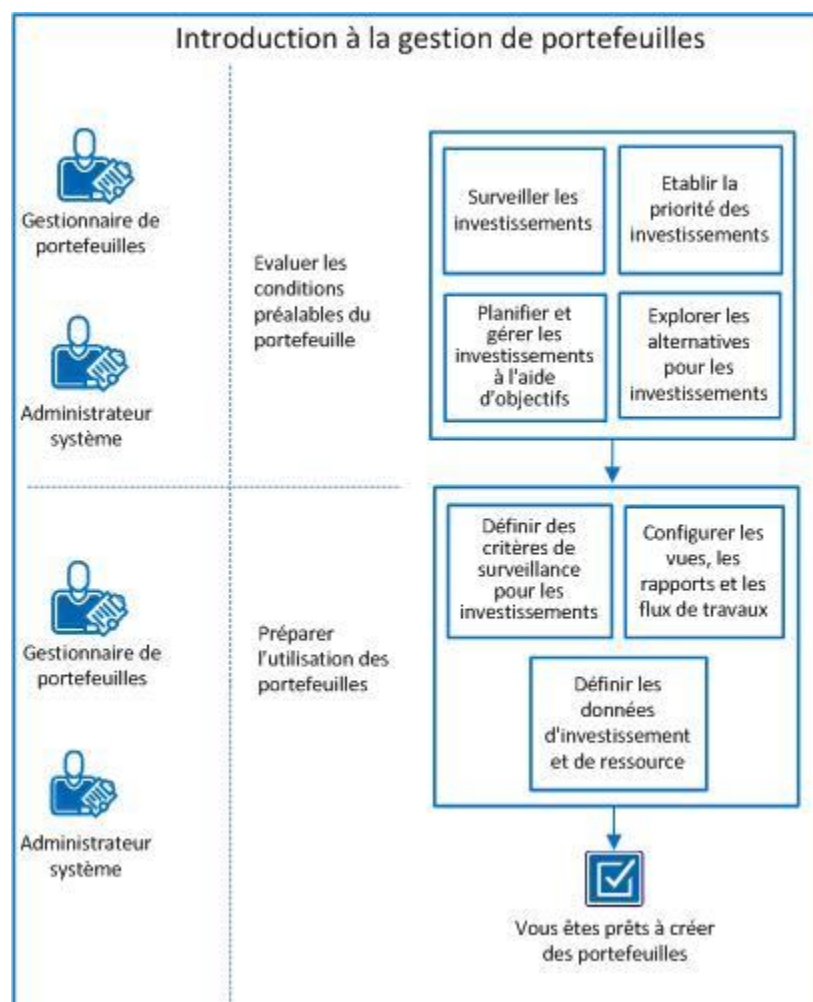 Introduction à la gestion de portefeuilles
Gestionnaire de
portefeuilles
Administrateur
système
Evaluer les
conditions
préalables du
portefeuille
Surveiller les
investissements
Etablir la
priorité des
investissements
Planifier et
gérer les
investissements
à l'aide
d'objectifs
Explorer les
alternatives
pour les
investissements
Gestionnaire de
portefeuilles
Administrateur
système
Préparer
l'utilisation des
portefeuilles
Définir des
critères de
surveillance
pour les
investissements
Configurer les
vues, les
rapports et les
flux de travaux
Définir les
données
d'investissement
et de ressource
Vous êtes prêts à créer
des portefeuilles